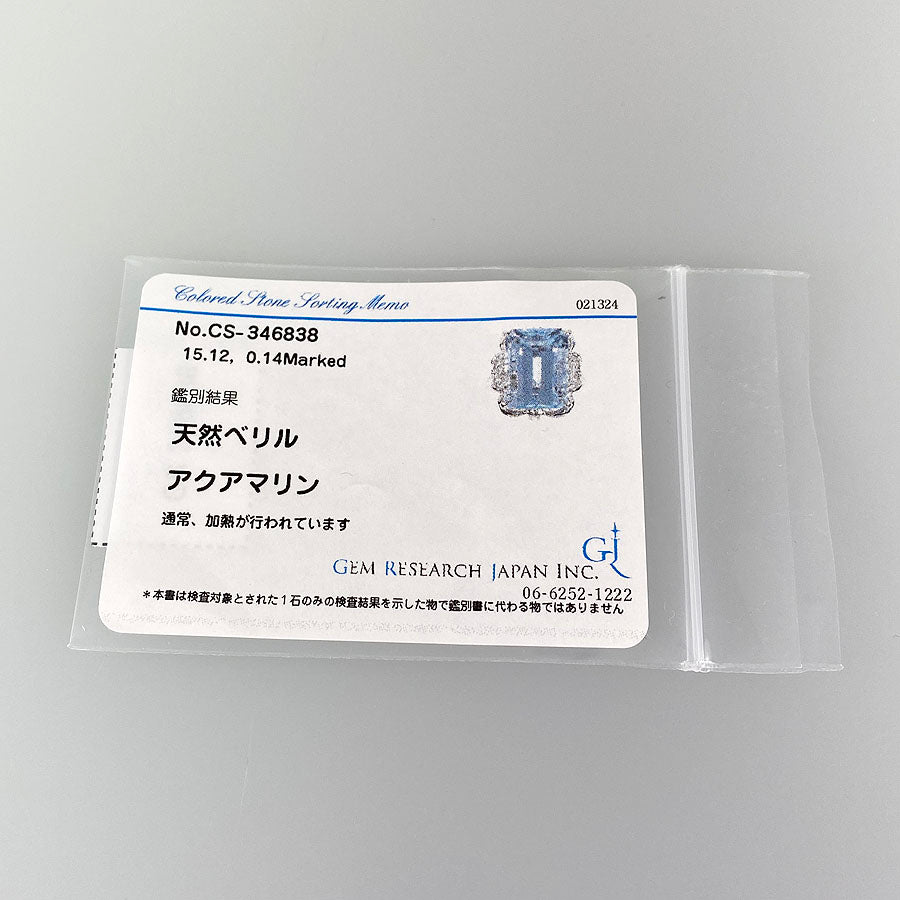 Colored Stone Sorting Memo
021324
No.CS-346838
15.12, 0.14Marked
鑑別結果
天然ベリル
アクアマリン
通常、加熱が行われています
GJR
GEM RESEARCH JAPAN INC.
06-6252-1222
*本書は検査対象とされた1石のみの検査結果を示した物で鑑別書に代わる物ではありません